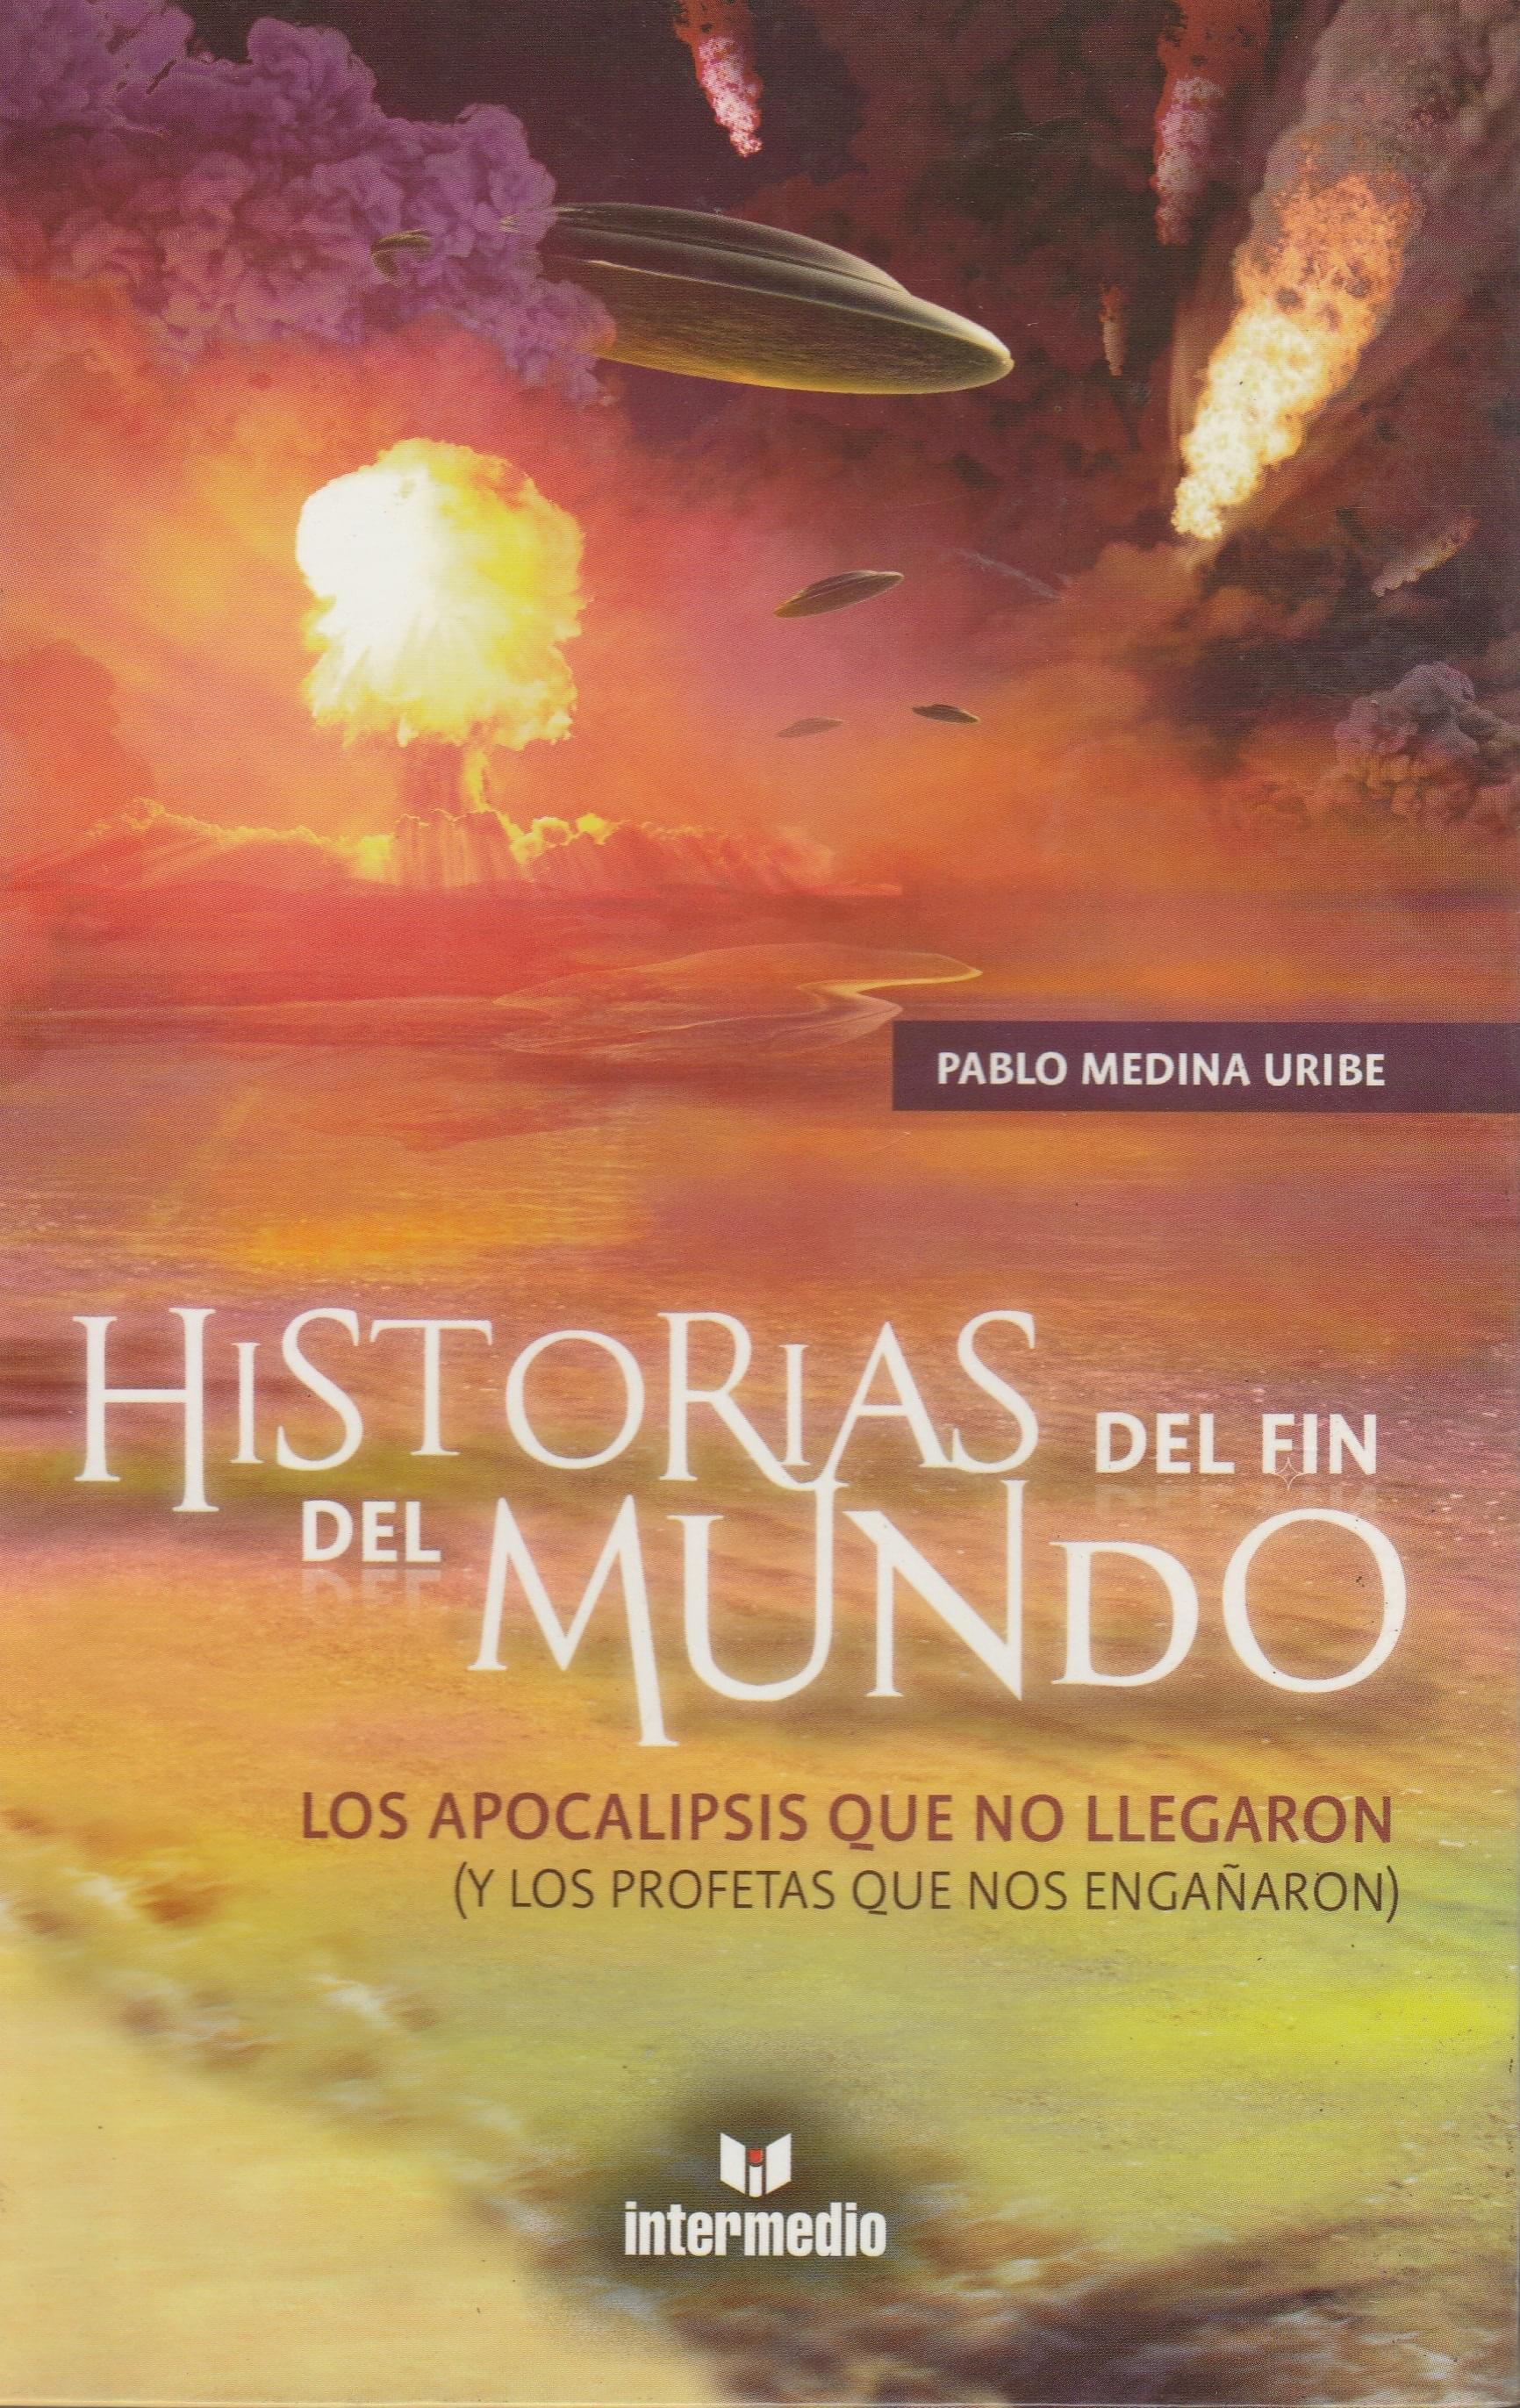 PABLO MEDINA URIBE
HISTORIAS DEL FIN
DEL MUNDO
LOS APOCALIPSIS QUE NO LLEGARON
(Y LOS PROFETAS QUE NOS ENGAÑARON)
intermedio